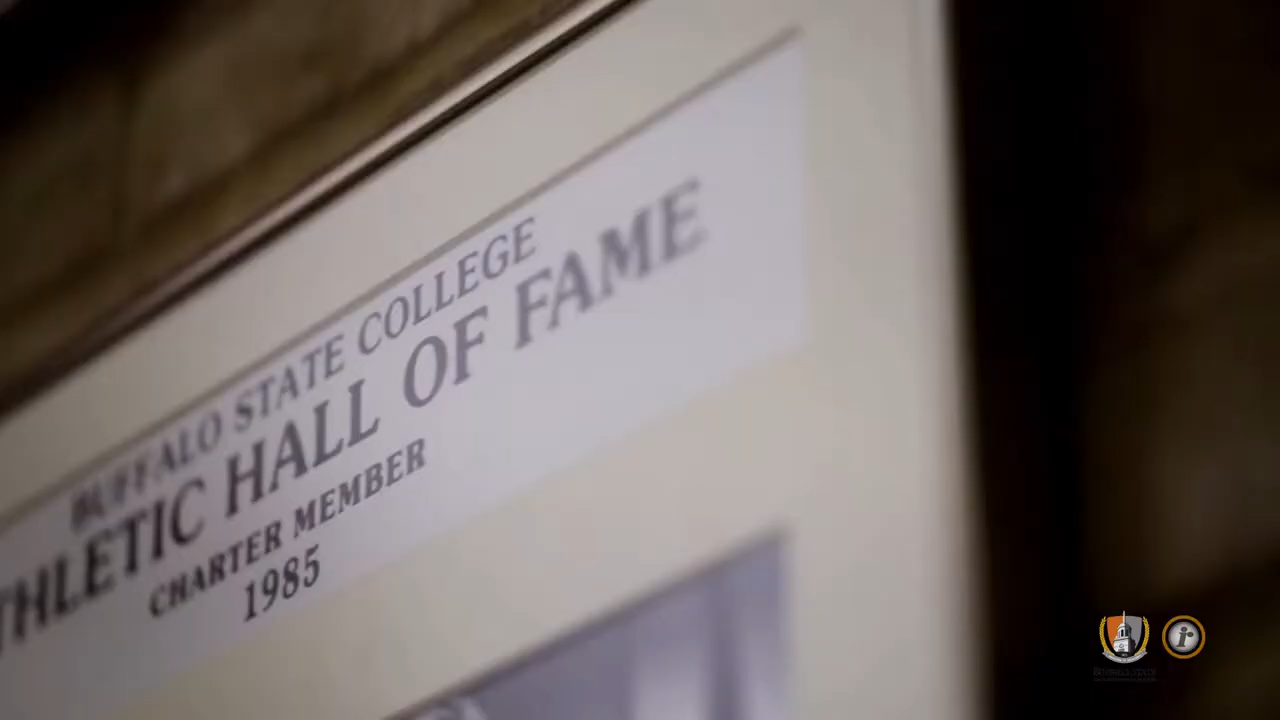 BUFFALO STATE COLLEGE
THLETIC HALL OF FAME
CHARTER MEMBER
1985